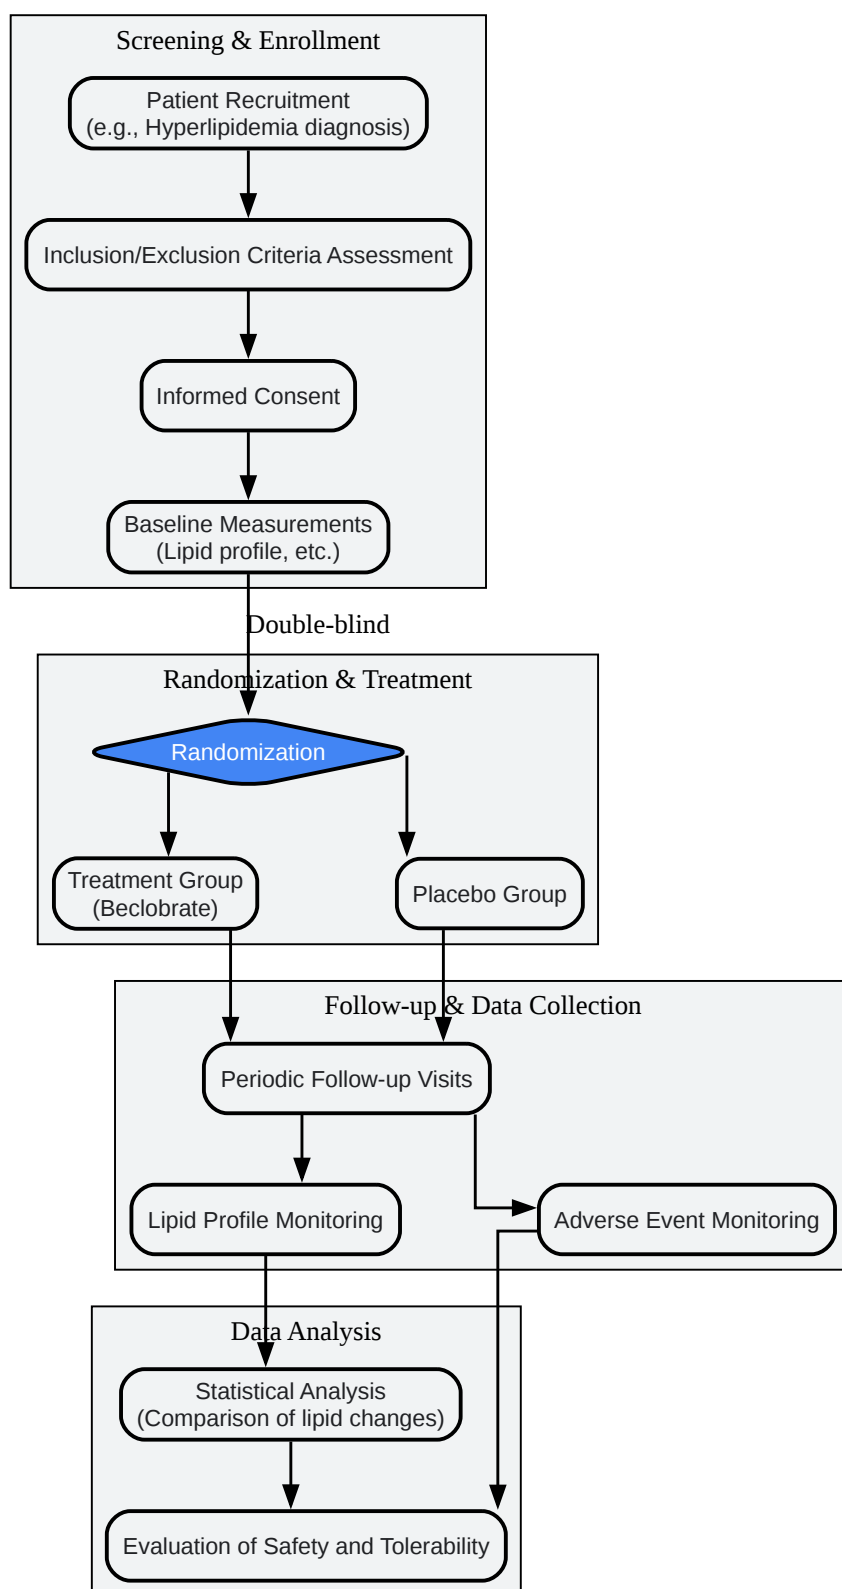 Screening & Enrollment
Patient Recruitment
(e.g., Hyperlipidemia diagnosis)
Inclusion/Exclusion Criteria Assessment
Informed Consent
Baseline Measurements
(Lipid profile, etc.)
Double-blind
Randomization & Treatment
Randomization
Treatment Group
(Beclobrate)
Placebo Group
Follow-up & Data Collection
Periodic Follow-up Visits
Lipid Profile Monitoring
Adverse Event Monitoring
Data Analysis
Statistical Analysis
(Comparison of lipid changes)
Evaluation of Safety and Tolerability